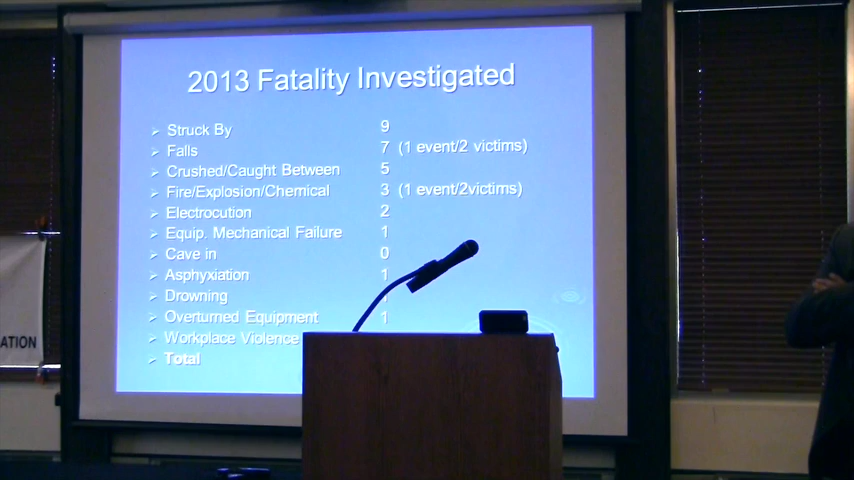 2013 Fatality Investigated
➢ Struck By 9
➢ Falls 7 (1 event/2 victims)
➢ Crushed/Caught Between 5
➢ Fire/Explosion/Chemical 3 (1 event/2victims)
➢ Electrocution 2
➢ Equip. Mechanical Failure 1
➢ Cave in 0
➢ Asphyxiation 1
➢ Drowning
➢ Overturned Equipment 1
➢ Workplace Violence
➢ Total
ATION